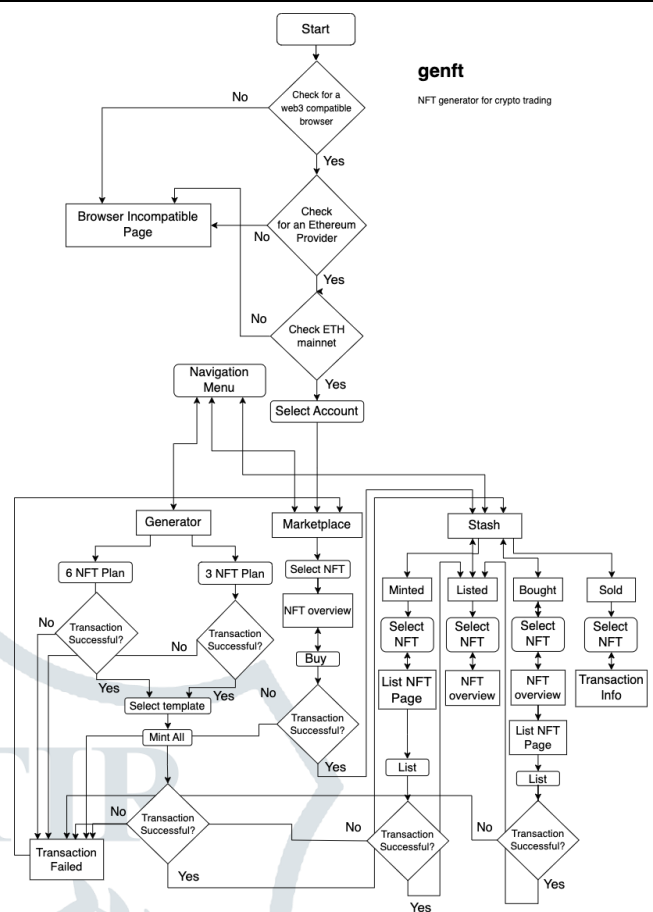 Start
genft
NFT generator for crypto trading
Check for a
web3 compatible
browser
No
Yes
Browser Incompatible
Page
Check
for an Ethereum
Provider
No
Yes
No
Check ETH
mainnet
Yes
Navigation
Menu
Select Account
Generator
Marketplace
Stash
6 NFT Plan
3 NFT Plan
Select NFT
Minted
Listed
Bought
Sold
NFT overview
Select
NFT
Select
NFT
Select
NFT
Select
NFT
No
Transaction
Successful?
No
Transaction
Successful?
Buy
List NFT
Page
NFT
overview
NFT
overview
Transaction
Info
Yes
Yes
No
Select template
Transaction
Successful?
List NFT
Page
Mint All
Yes
List
List
No
Transaction
Successful?
No
Transaction
Successful?
No
Transaction
Successful?
Transaction
Failed
Yes
Yes
Yes
TIR